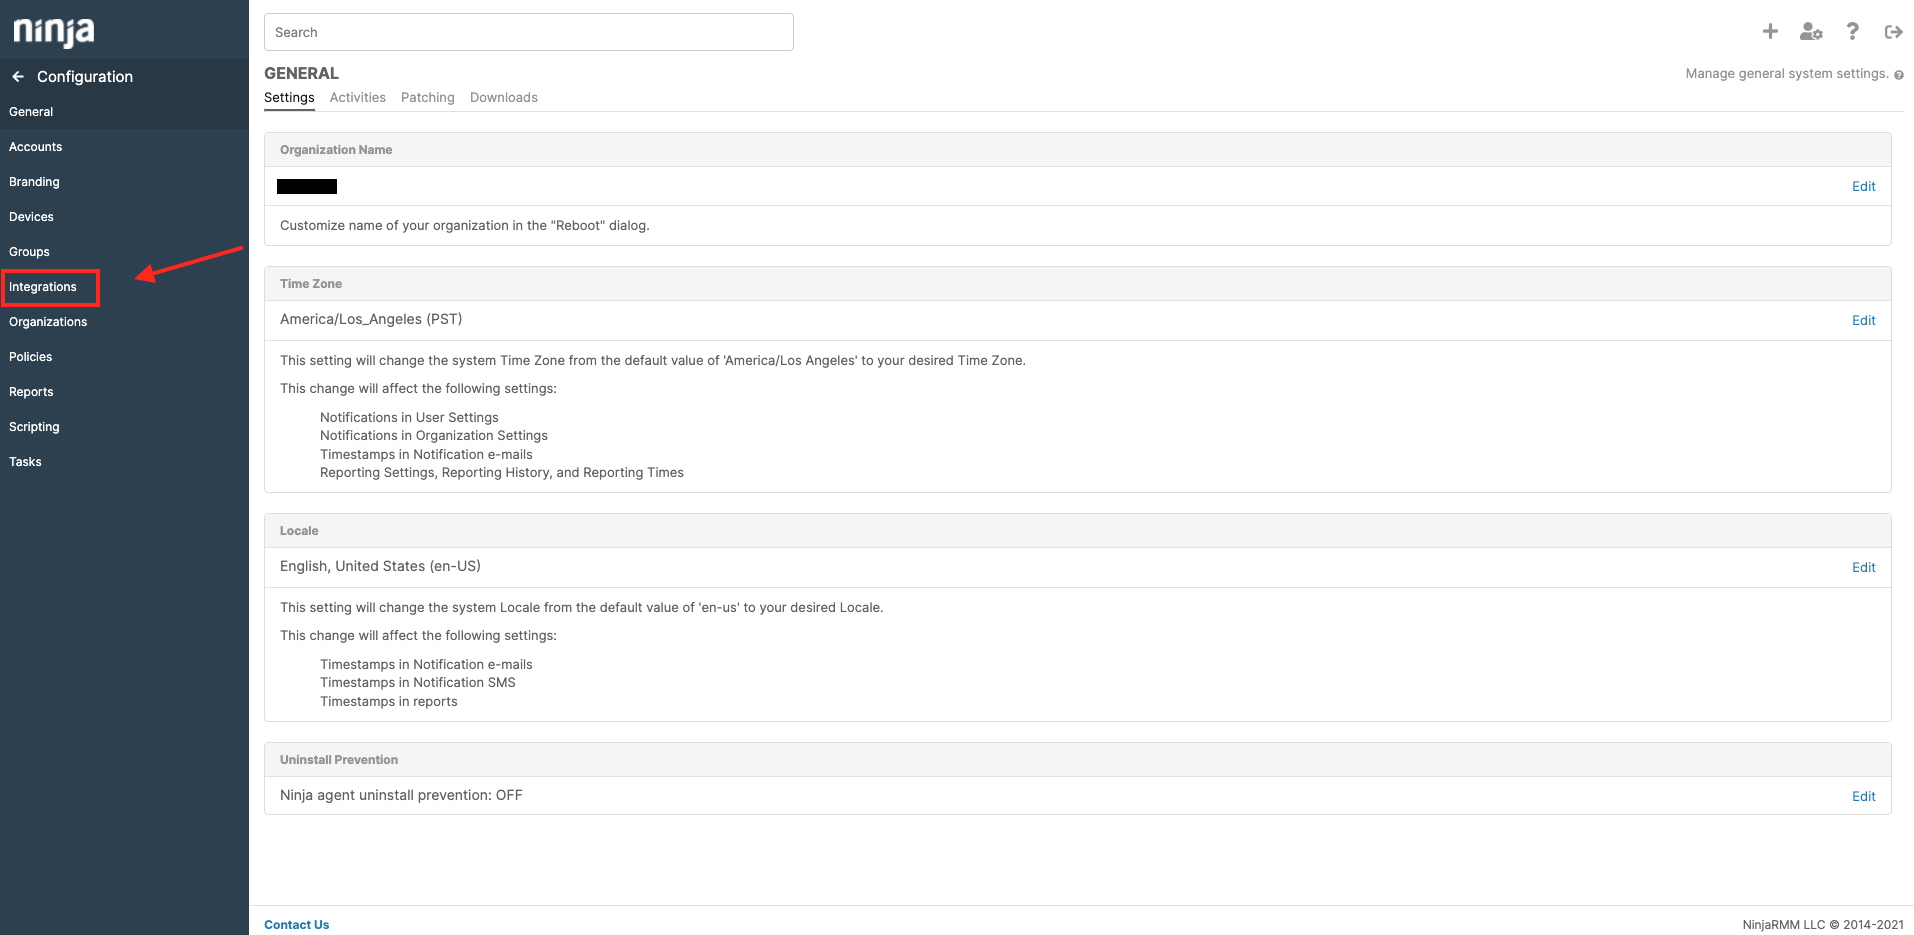 ninja
Configuration
General
Accounts
Branding
Devices
Groups
Integrations
Organizations
Policies
Reports
Scripting
Tasks
Search
GENERAL
Manage general system settings.
Settings Activities Patching Downloads
Organization Name
Edit
Customize name of your organization in the "Reboot" dialog.
Time Zone
America/Los_Angeles (PST) Edit
This setting will change the system Time Zone from the default value of 'America/Los Angeles' to your desired Time Zone.
This change will affect the following settings:
Notifications in User Settings
Notifications in Organization Settings
Timestamps in Notification e-mails
Reporting Settings, Reporting History, and Reporting Times
Locale
English, United States (en-US) Edit
This setting will change the system Locale from the default value of 'en-us' to your desired Locale.
This change will affect the following settings:
Timestamps in Notification e-mails
Timestamps in Notification SMS
Timestamps in reports
Uninstall Prevention
Ninja agent uninstall prevention: OFF Edit
Contact Us NinjaRMM LLC © 2014-2021